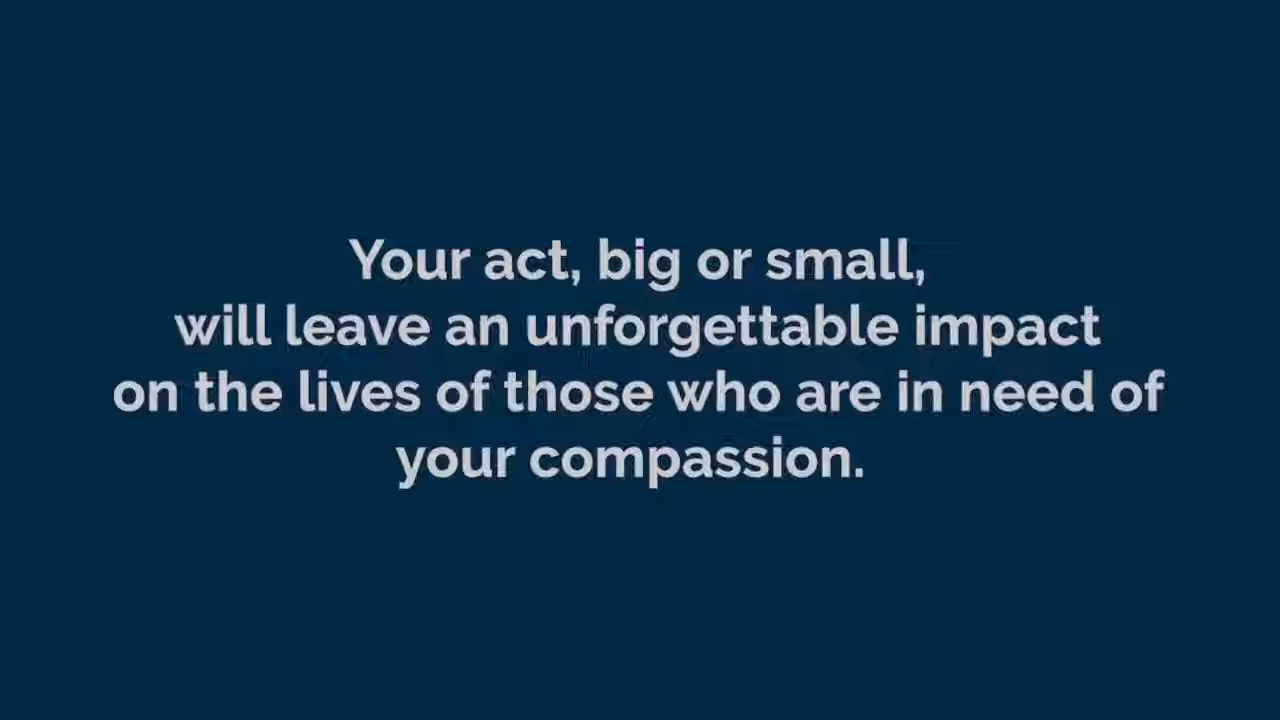 Your act, big or small,
will leave an unforgettable impact
on the lives of those who are in need of
your compassion.